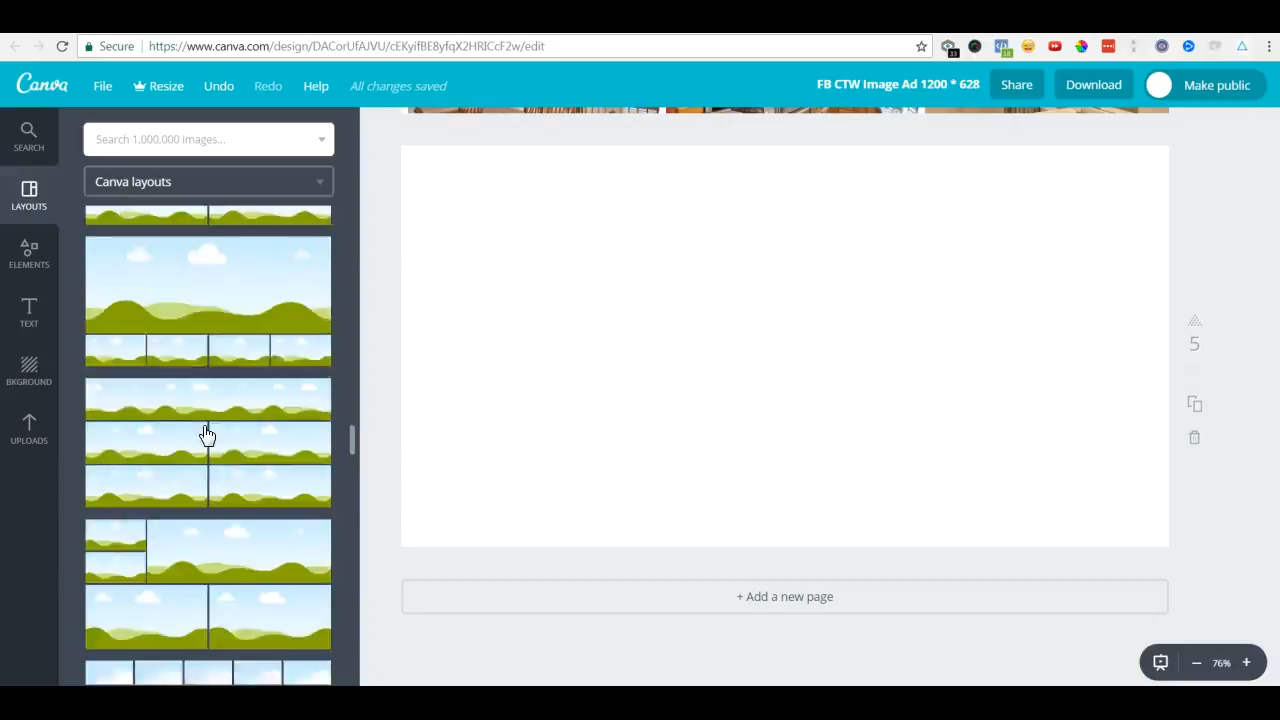 Secure
https://www.canva.com/design/DACorUfAJVU/cEKyifBE8yfqX2HRICcF2w/edit
33
18
Canva
File
Resize
Undo
Redo
Help
All changes saved
FB CTW Image Ad 1200 * 628
Share
Download
Make public
SEARCH
LAYOUTS
ELEMENTS
TEXT
BKGROUND
UPLOADS
Search 1,000,000 images...
Canva layouts
5
+ Add a new page
76%